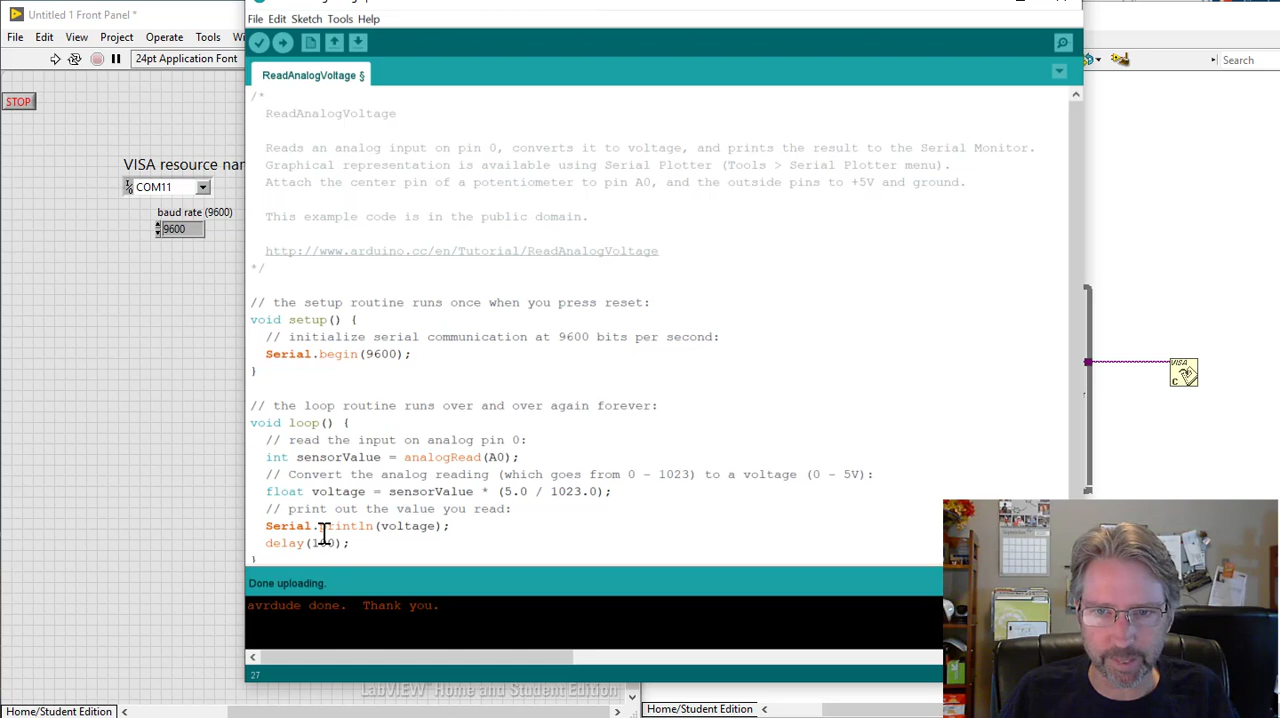 Untitled 1 Front Panel *
File Edit View Project Operate Tools
24pt Application Font
STOP
VISA resource
COM11
baud rate (9600)
9600
File Edit Sketch Tools Help
ReadAnalogVoltage §
/*
ReadAnalogVoltage
Reads an analog input on pin 0, converts it to voltage, and prints the result to the Serial Monitor.
Graphical representation is available using Serial Plotter (Tools > Serial Plotter menu).
Attach the center pin of a potentiometer to pin A0, and the outside pins to +5V and ground.
This example code is in the public domain.
http://www.arduino.cc/en/Tutorial/ReadAnalogVoltage
*/
// the setup routine runs once when you press reset:
void setup() {
// initialize serial communication at 9600 bits per second:
Serial.begin(9600);
}
// the loop routine runs over and over again forever:
void loop() {
// read the input on analog pin 0:
int sensorValue = analogRead(A0);
// Convert the analog reading (which goes from 0 - 1023) to a voltage (0 - 5V):
float voltage = sensorValue * (5.0 / 1023.0);
// print out the value you read:
Serial.println(voltage);
delay(100);
}
Done uploading.
avrdude done.  Thank you.
27
LabVIEW™ Home and Student Edition
Home/Student Edition
Home/Student Edition
Search
VISA
C